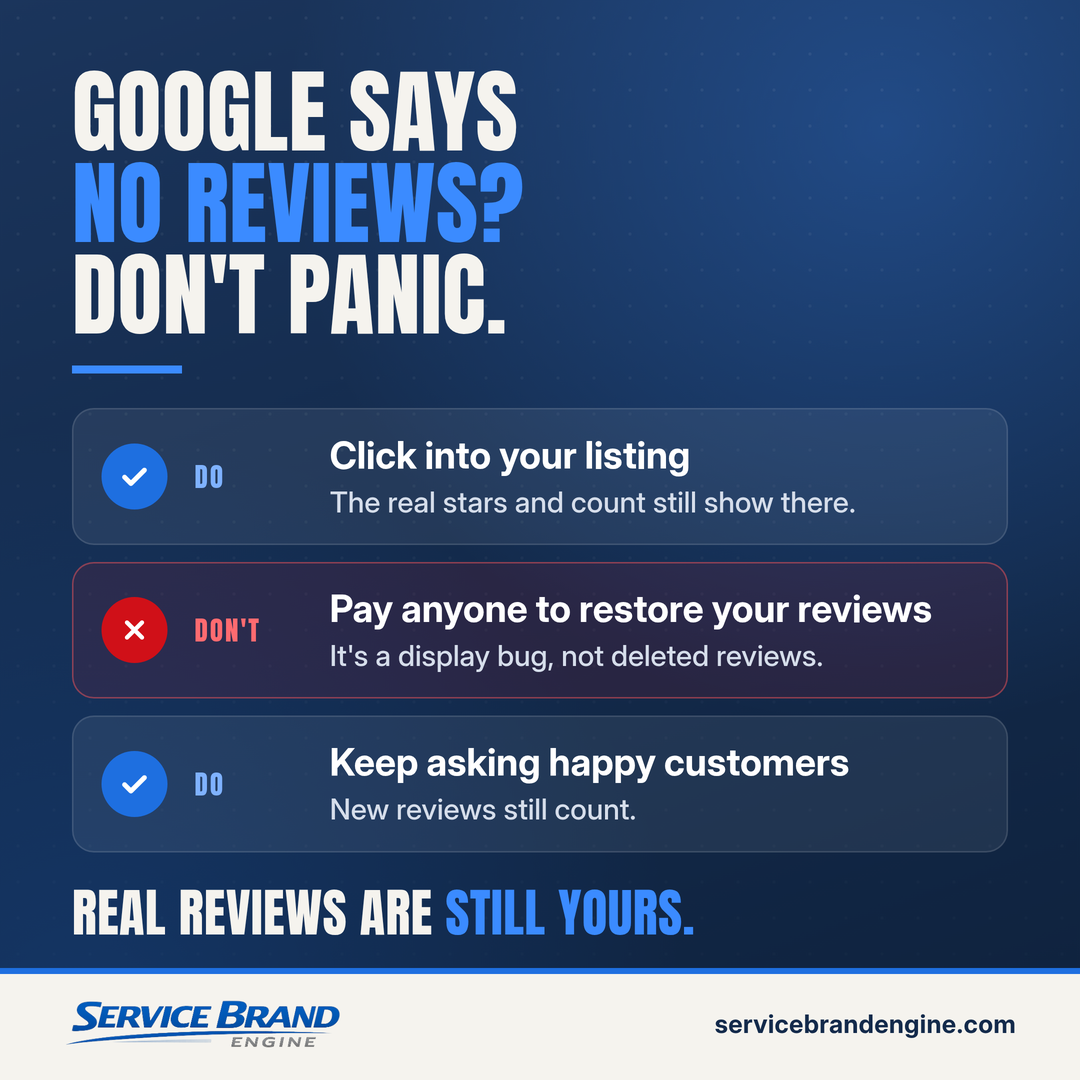 GOOGLE SAYS
NO REVIEWS?
DON'T PANIC.
DO
Click into your listing
The real stars and count still show there.
DON'T
Pay anyone to restore your reviews
It's a display bug, not deleted reviews.
DO
Keep asking happy customers
New reviews still count.
REAL REVIEWS ARE STILL YOURS.
SERVICE BRAND
ENGINE
servicebrandengine.com